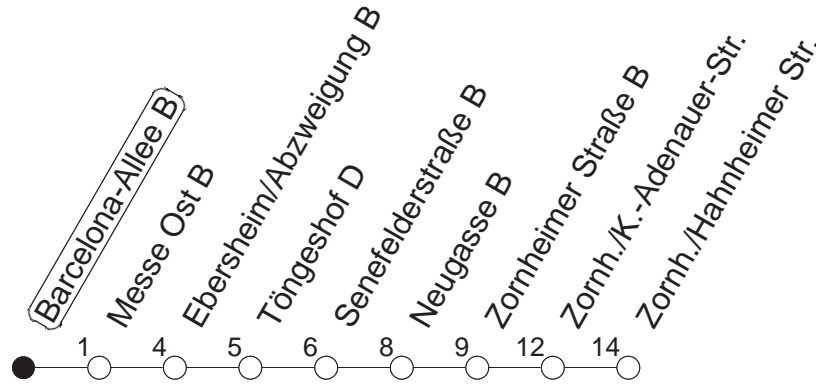 Barcelona-Allee B
Messe Ost B
Ebersheim/Abzweigung B
Töngeshof D
Senefelderstraße B
Neugasse B
Zornheimer Straße B
Zornh./K.-Adenauer-Str.
Zornh./Hahnheimer Str.
1 4 5 6 8 9 12 14